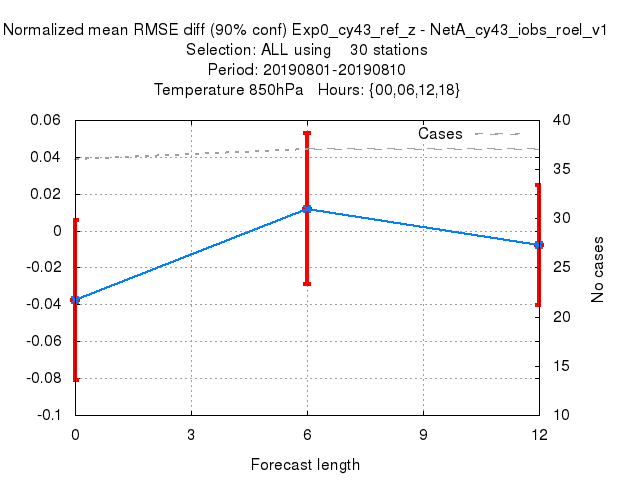 Normalized mean RMSE diff (90% conf) Exp0_cy43_ref_z - NetA_cy43_iobs_roel_v1
Selection: ALL using 30 stations
Period: 20190801-20190810
Temperature 850hPa Hours: {00,06,12,18}
Cases
0.06
0.04
0.02
0
-0.02
-0.04
-0.06
-0.08
-0.1
40
35
30
25
20
15
10
No cases
0 3 6 9 12
Forecast length